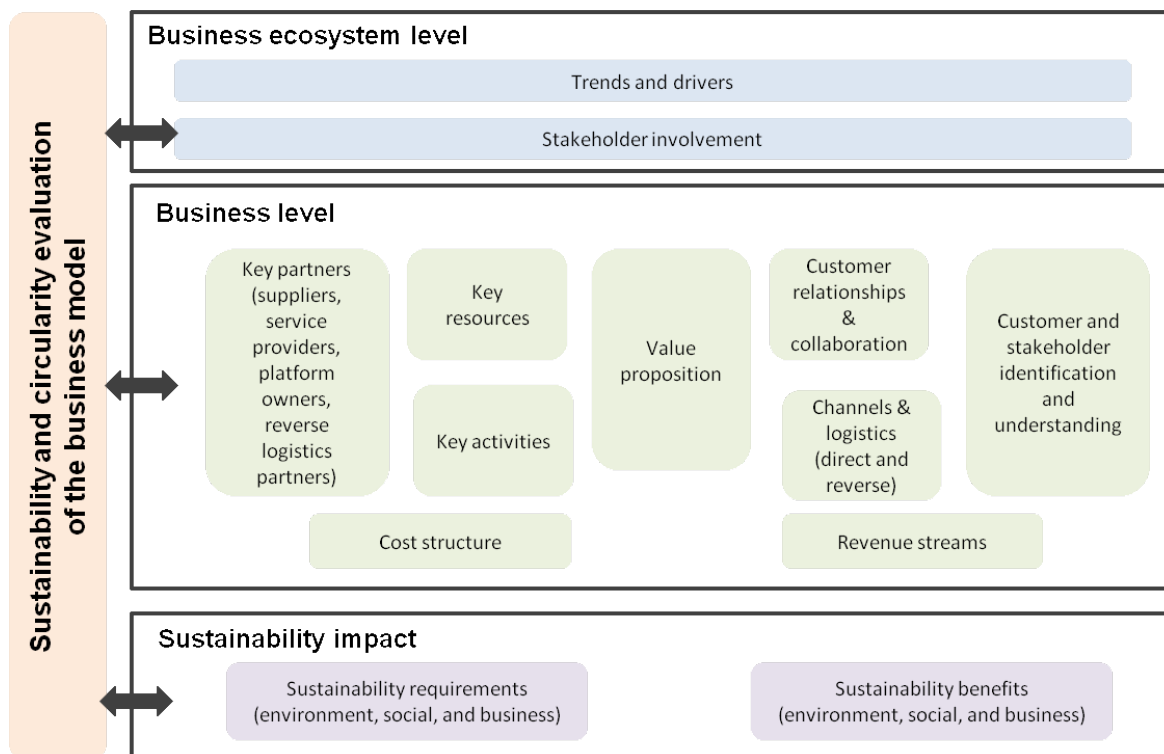 Sustainability and circularity evaluation
of the business model
Business ecosystem level
Trends and drivers
Stakeholder involvement
Business level
Key partners
(suppliers,
service
providers,
platform
owners,
reverse
logistics
partners)
Key
resources
Key activities
Value
proposition
Customer
relationships
&
collaboration
Channels &
logistics
(direct and
reverse)
Customer and
stakeholder
identification
and
understanding
Cost structure
Revenue streams
Sustainability impact
Sustainability requirements
(environment, social, and business)
Sustainability benefits
(environment, social, and business)